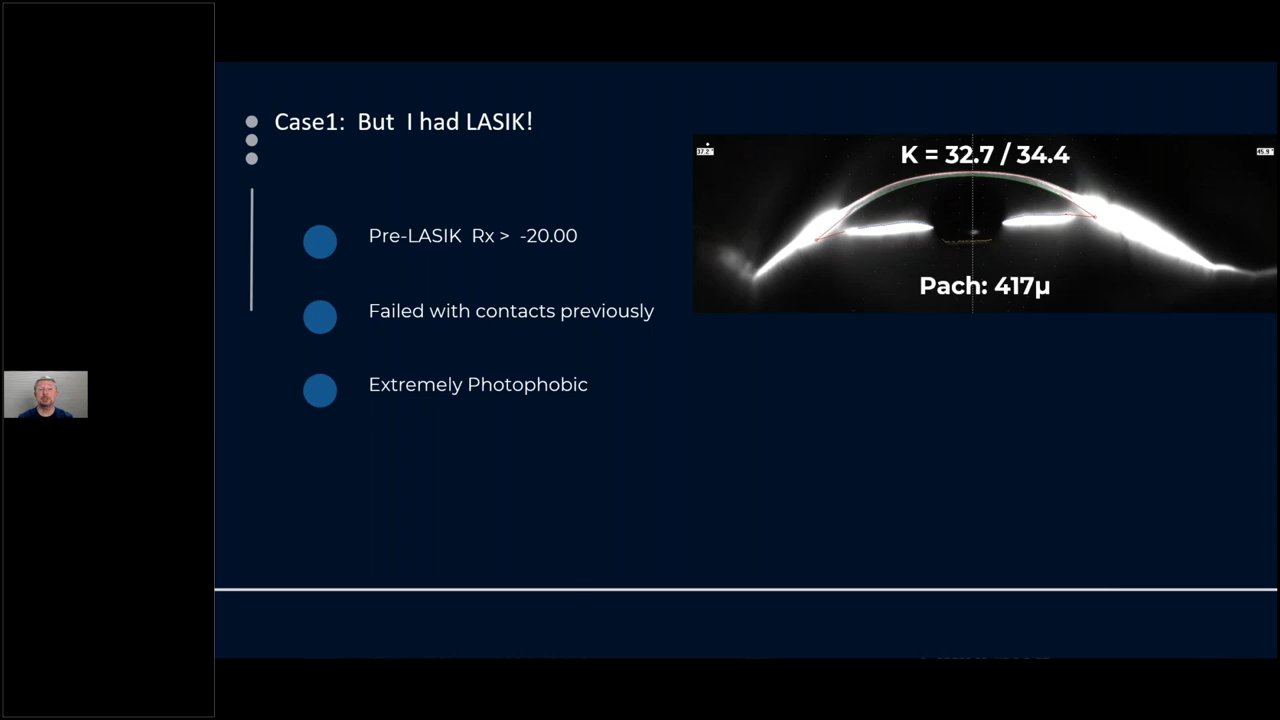 Case1: But I had LASIK!
K = 32.7 / 34.4
Pre-LASIK Rx > -20.00
Pach: 417µ
Failed with contacts previously
Extremely Photophobic